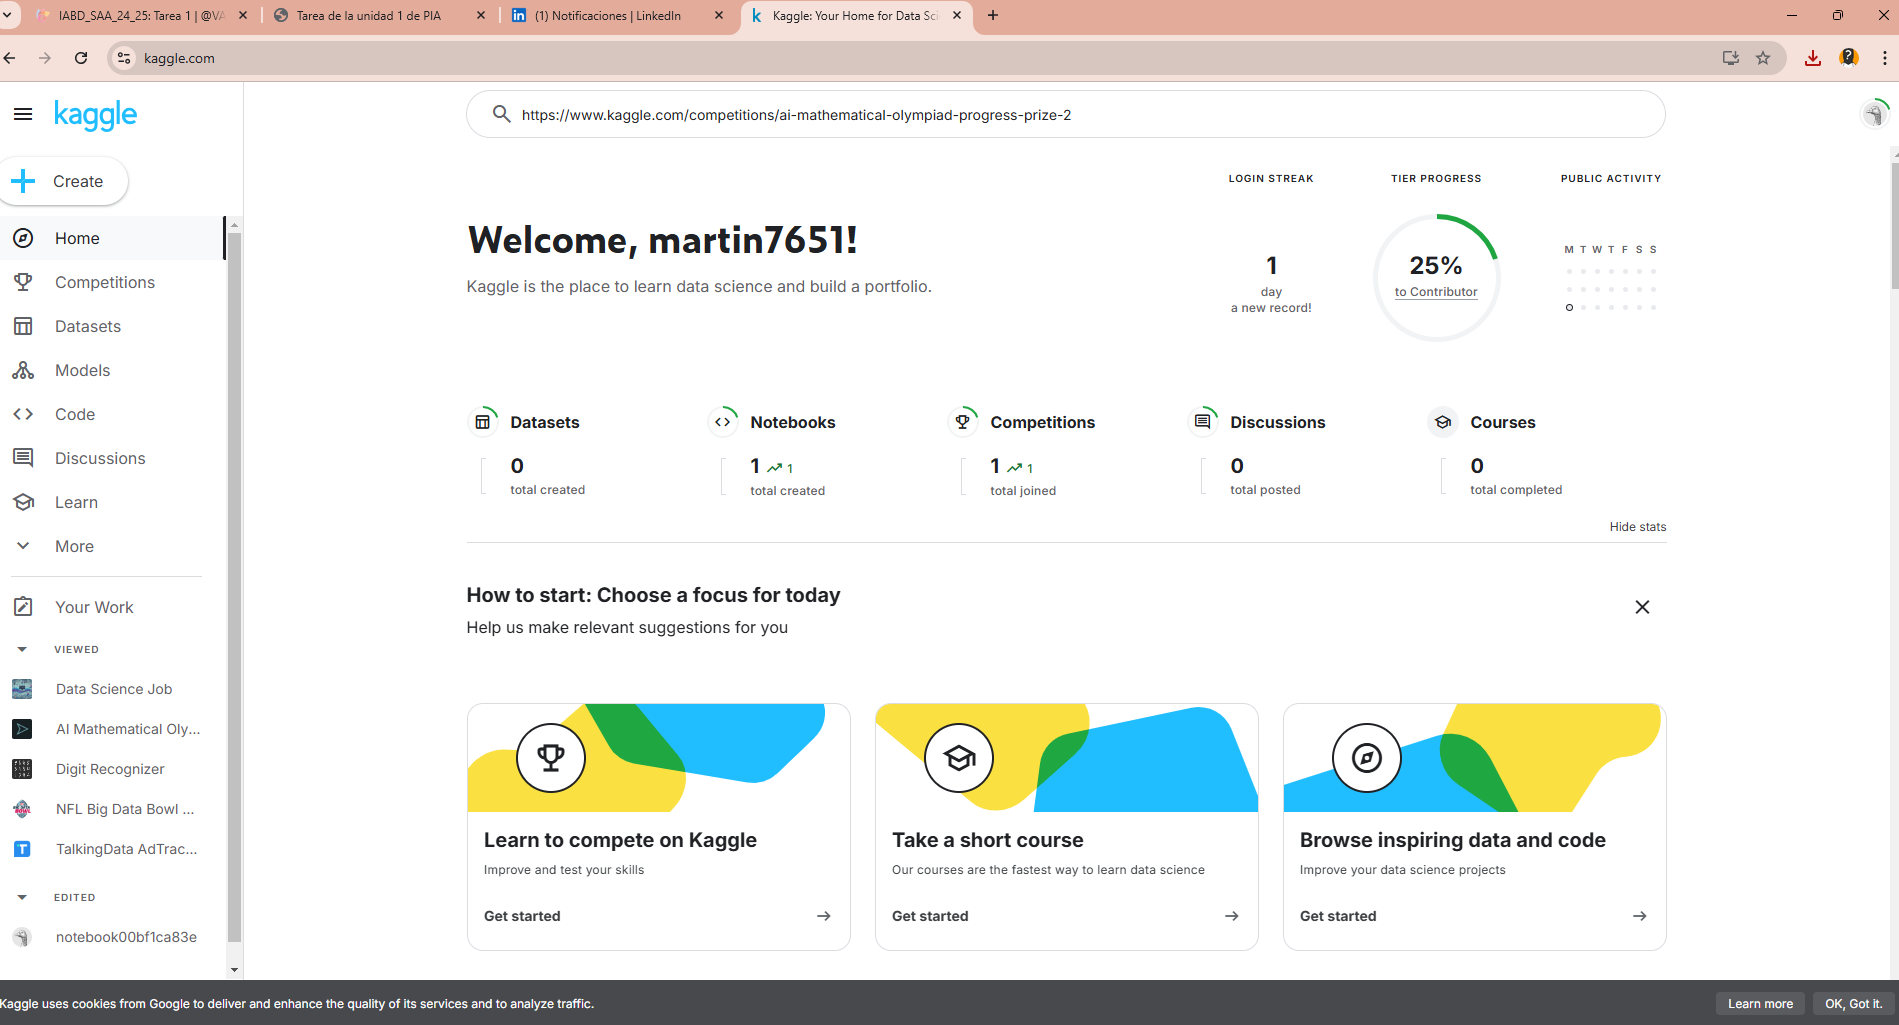 IABD_SAA_24_25: Tarea 1 | @VA
Tarea de la unidad 1 de PIA
(1) Notificaciones | LinkedIn
Kaggle: Your Home for Data Sci
kaggle.com
kaggle
https://www.kaggle.com/competitions/ai-mathematical-olympiad-progress-prize-2
Create
Home
Competitions
Datasets
Models
Code
Discussions
Learn
More
Your Work
VIEWED
Data Science Job
AI Mathematical Oly...
Digit Recognizer
NFL Big Data Bowl ...
TalkingData AdTrac...
EDITED
notebook00bf1ca83e
Welcome, martin7651!
Kaggle is the place to learn data science and build a portfolio.
LOGIN STREAK
1
day
a new record!
TIER PROGRESS
25%
to Contributor
PUBLIC ACTIVITY
M T W T F S S
Datasets
0
total created
Notebooks
1 1
total created
Competitions
1 1
total joined
Discussions
0
total posted
Courses
0
total completed
Hide stats
How to start: Choose a focus for today
Help us make relevant suggestions for you
Learn to compete on Kaggle
Improve and test your skills
Get started
Take a short course
Our courses are the fastest way to learn data science
Get started
Browse inspiring data and code
Improve your data science projects
Get started
Kaggle uses cookies from Google to deliver and enhance the quality of its services and to analyze traffic.
Learn more
OK, Got it.